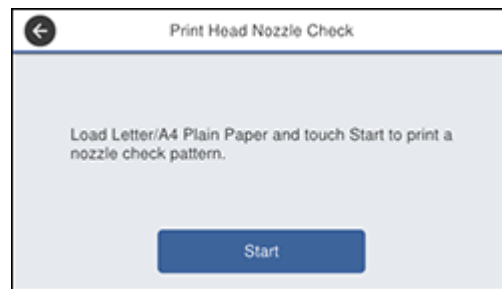 Print Head Nozzle Check
Load Letter/A4 Plain Paper and touch Start to print a
nozzle check pattern.
Start